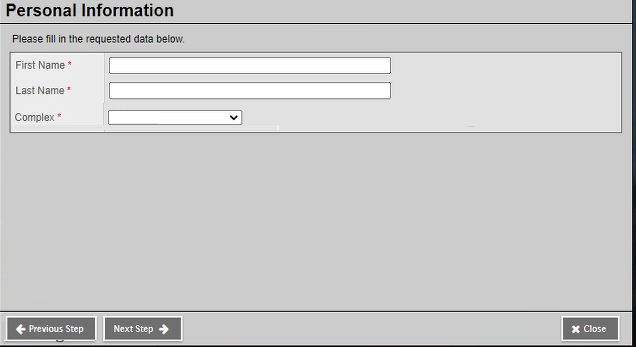 Personal Information
Please fill in the requested data below.
First Name *
Last Name *
Complex *
Previous Step
Next Step
Close